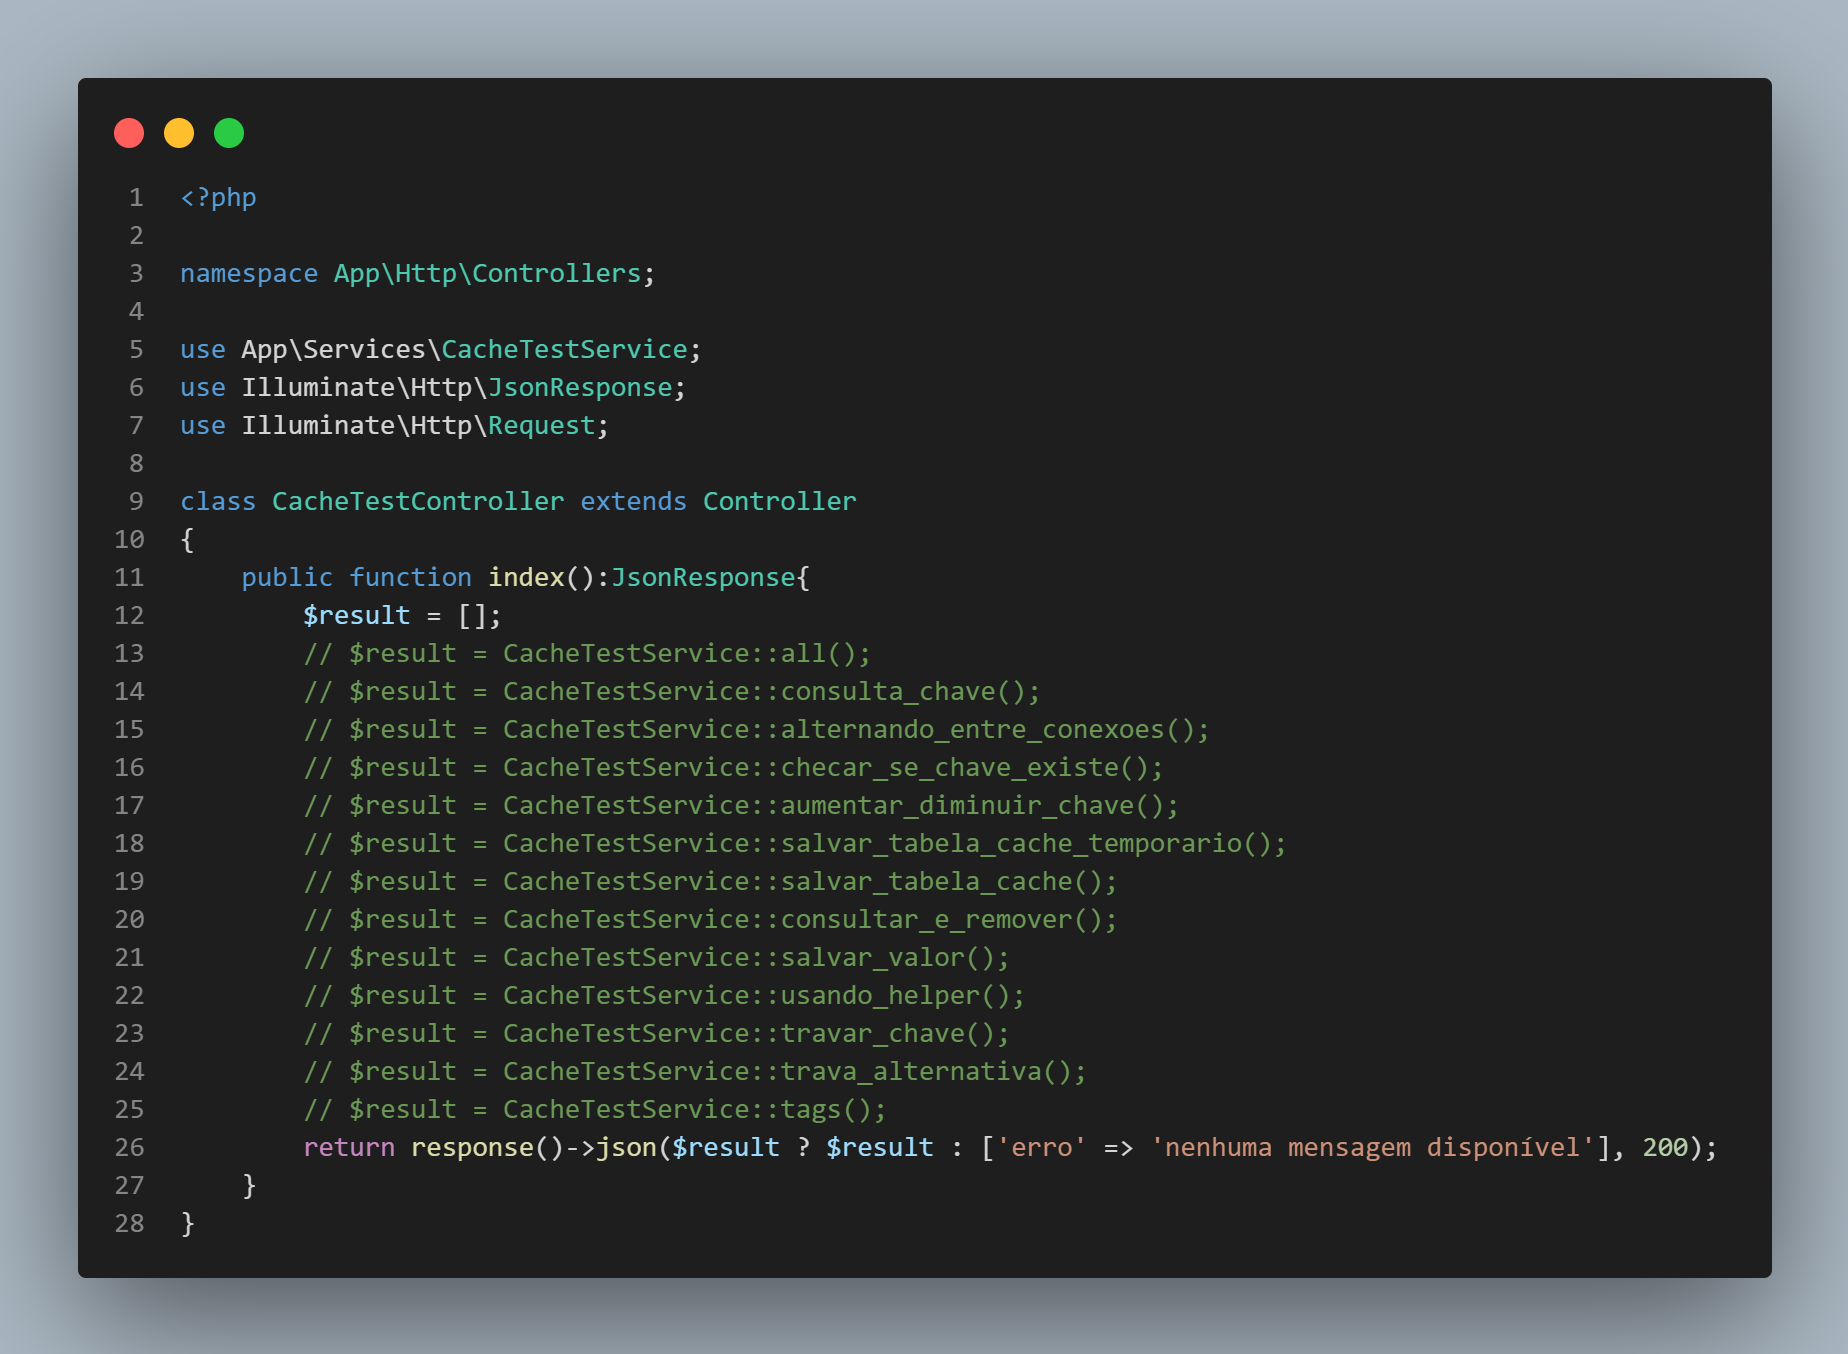 1 <?php
2
3 namespace App\Http\Controllers;
4
5 use App\Services\CacheTestService;
6 use Illuminate\Http\JsonResponse;
7 use Illuminate\Http\Request;
8
9 class CacheTestController extends Controller
10 {
11     public function index():JsonResponse{
12         $result = [];
13         // $result = CacheTestService::all();
14         // $result = CacheTestService::consulta_chave();
15         // $result = CacheTestService::alternando_entre_conexoes();
16         // $result = CacheTestService::checar_se_chave_existe();
17         // $result = CacheTestService::aumentar_diminuir_chave();
18         // $result = CacheTestService::salvar_tabela_cache_temporario();
19         // $result = CacheTestService::salvar_tabela_cache();
20         // $result = CacheTestService::consultar_e_remover();
21         // $result = CacheTestService::salvar_valor();
22         // $result = CacheTestService::usando_helper();
23         // $result = CacheTestService::travar_chave();
24         // $result = CacheTestService::trava_alternativa();
25         // $result = CacheTestService::tags();
26         return response()->json($result ? $result : ['erro' => 'nenhuma mensagem disponível'], 200);
27     }
28 }